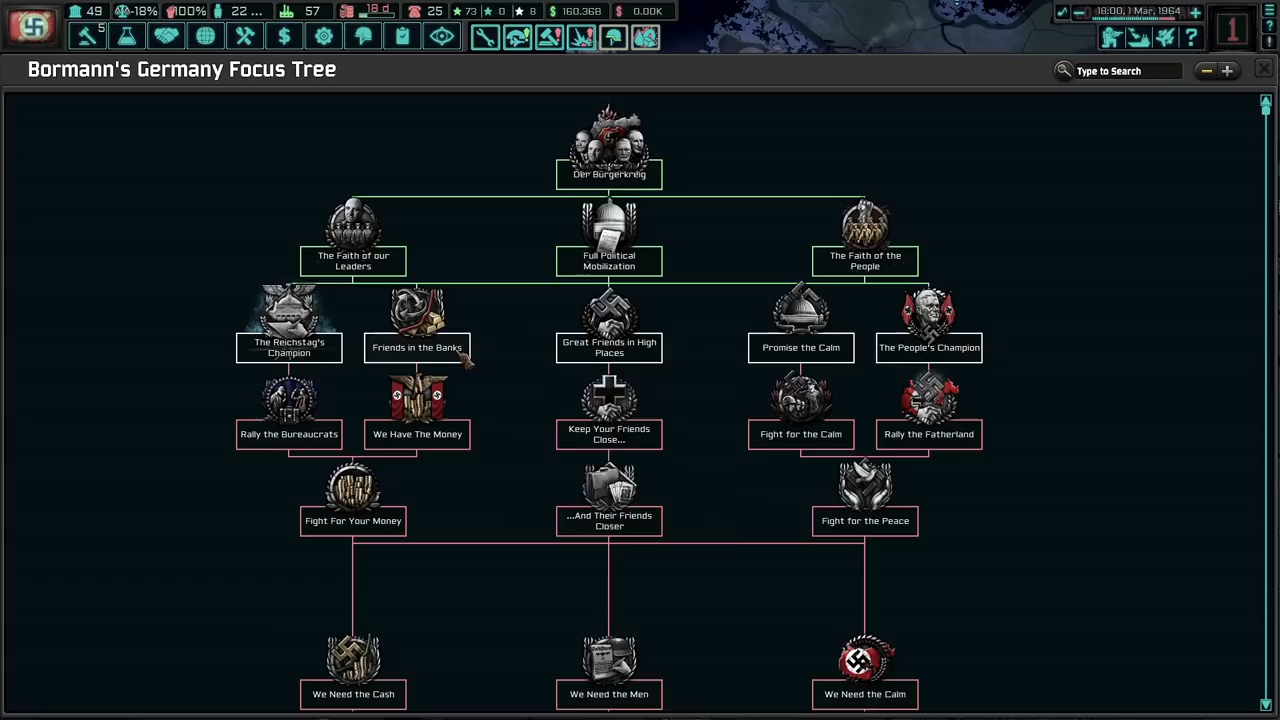 49 -18% 100% 22 ... 57 18 d 25 73 0 8 $ 160.36B $ 0.00K 18:00, 1 Mar, 1964
5
Bormann's Germany Focus Tree
Type to Search
Der Bürgerkreig
The Faith of our
Leaders
Full Political
Mobilization
The Faith of the
People
The Reichstag's
Champion
Friends in the Banks
Great Friends in High
Places
Promise the Calm
The People's Champion
Rally the Bureaucrats
We Have The Money
Keep Your Friends
Close...
Fight for the Calm
Rally the Fatherland
Fight For Your Money
...And Their Friends
Closer
Fight for the Peace
We Need the Cash
We Need the Men
We Need the Calm